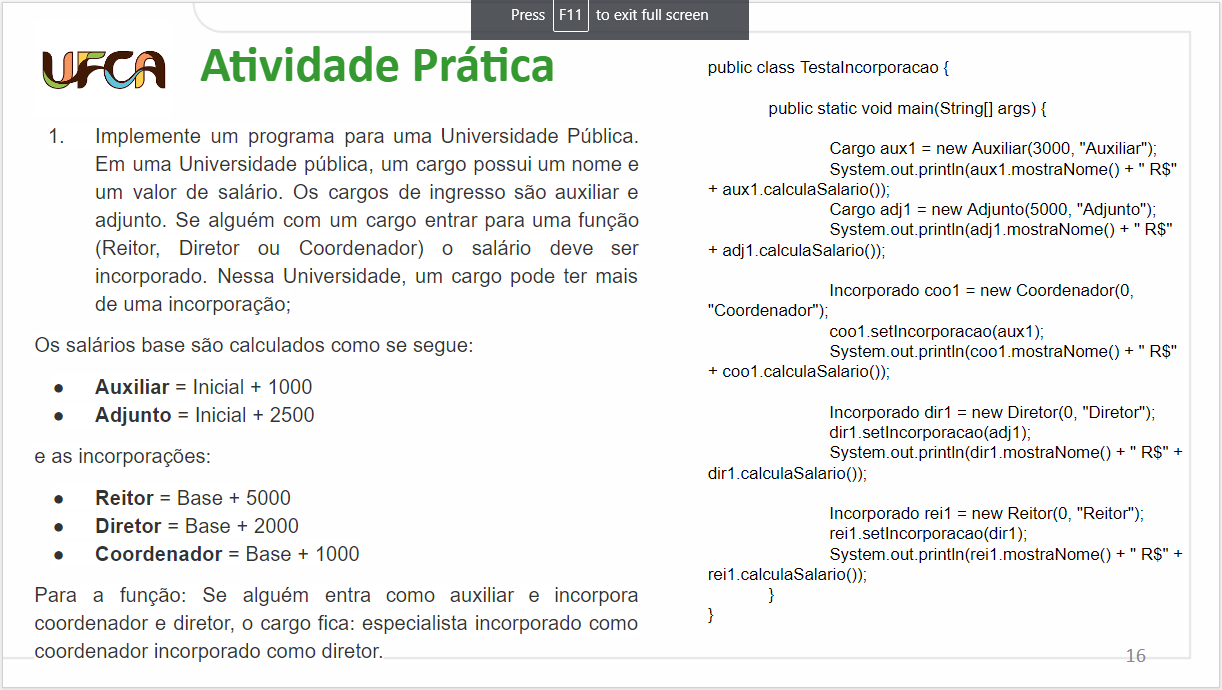 Press F11 to exit full screen
UFCA
Atividade Prática
1. Implemente um programa para uma Universidade Pública.
Em uma Universidade pública, um cargo possui um nome e
um valor de salário. Os cargos de ingresso são auxiliar e
adjunto. Se alguém com um cargo entrar para uma função
(Reitor, Diretor ou Coordenador) o salário deve ser
incorporado. Nessa Universidade, um cargo pode ter mais
de uma incorporação;
Os salários base são calculados como se segue:
● Auxiliar = Inicial + 1000
● Adjunto = Inicial + 2500
e as incorporações:
● Reitor = Base + 5000
● Diretor = Base + 2000
● Coordenador = Base + 1000
Para a função: Se alguém entra como auxiliar e incorpora
coordenador e diretor, o cargo fica: especialista incorporado como
coordenador incorporado como diretor.
public class TestaIncorporacao {
public static void main(String[] args) {
Cargo aux1 = new Auxiliar(3000, "Auxiliar");
System.out.println(aux1.mostraNome() + " R$"
+ aux1.calculaSalario());
Cargo adj1 = new Adjunto(5000, "Adjunto");
System.out.println(adj1.mostraNome() + " R$"
+ adj1.calculaSalario());
Incorporado coo1 = new Coordenador(0,
"Coordenador");
coo1.setIncorporacao(aux1);
System.out.println(coo1.mostraNome() + " R$"
+ coo1.calculaSalario());
Incorporado dir1 = new Diretor(0, "Diretor");
dir1.setIncorporacao(adj1);
System.out.println(dir1.mostraNome() + " R$" +
dir1.calculaSalario());
Incorporado rei1 = new Reitor(0, "Reitor");
rei1.setIncorporacao(dir1);
System.out.println(rei1.mostraNome() + " R$" +
rei1.calculaSalario());
}
}
16